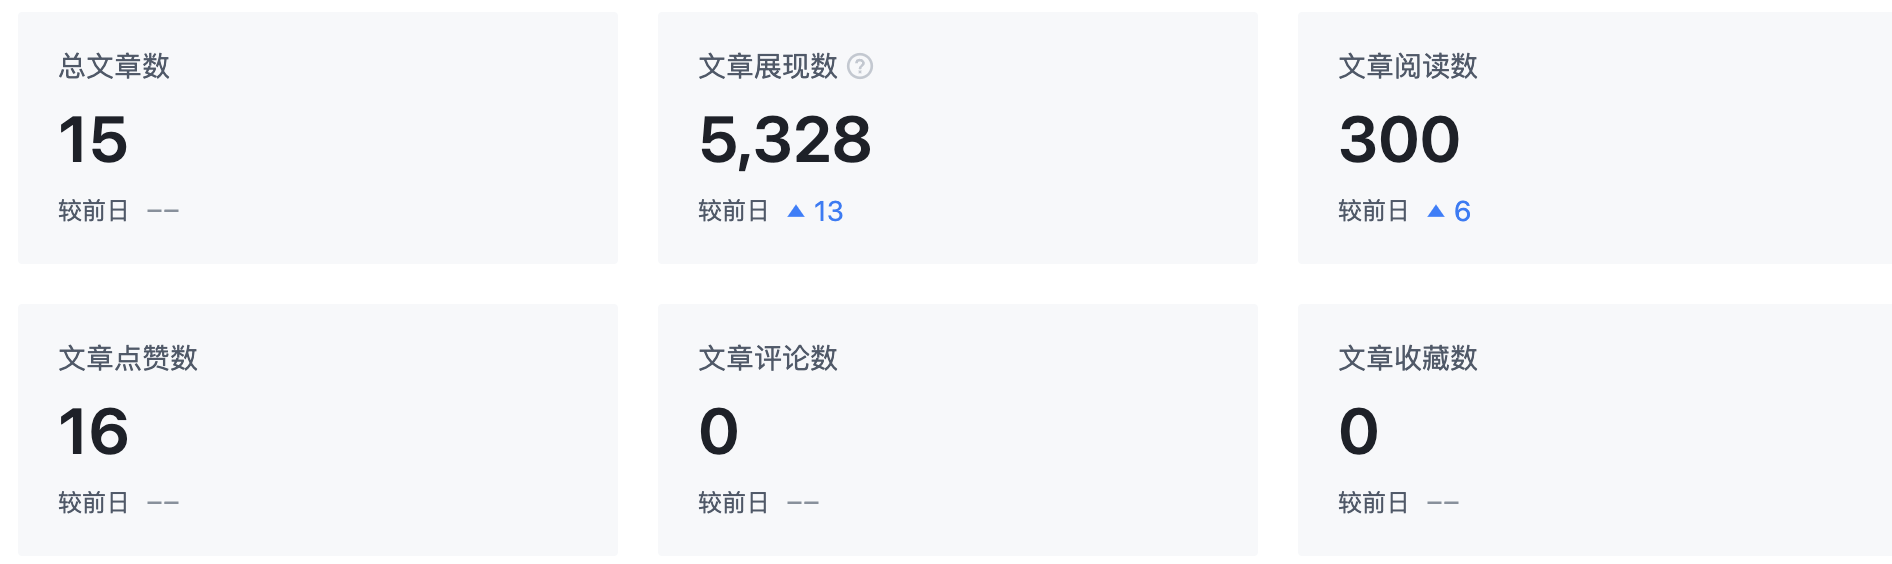 总文章数
15
较前日 --
文章展现数 ?
5,328
较前日 ▲ 13
文章阅读数
300
较前日 ▲ 6
文章点赞数
16
较前日 --
文章评论数
0
较前日 --
文章收藏数
0
较前日 --